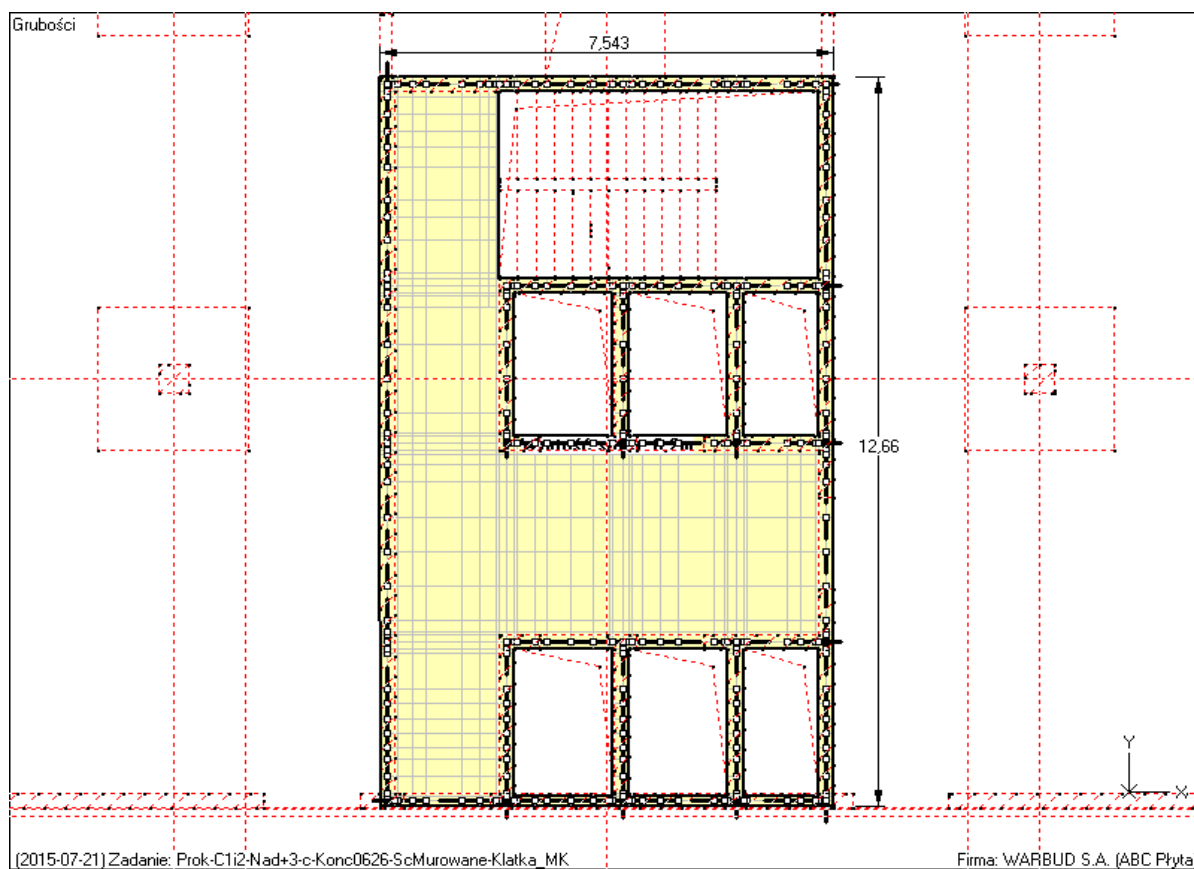 Grubości
7,543
12,66
Y
X
(2015-07-21) Zadanie: Prok-C1i2-Nad+3-c-Konc0626-ScMurowane-Klatka_MK
Firma: WARBUD S.A. (ABC Płyta